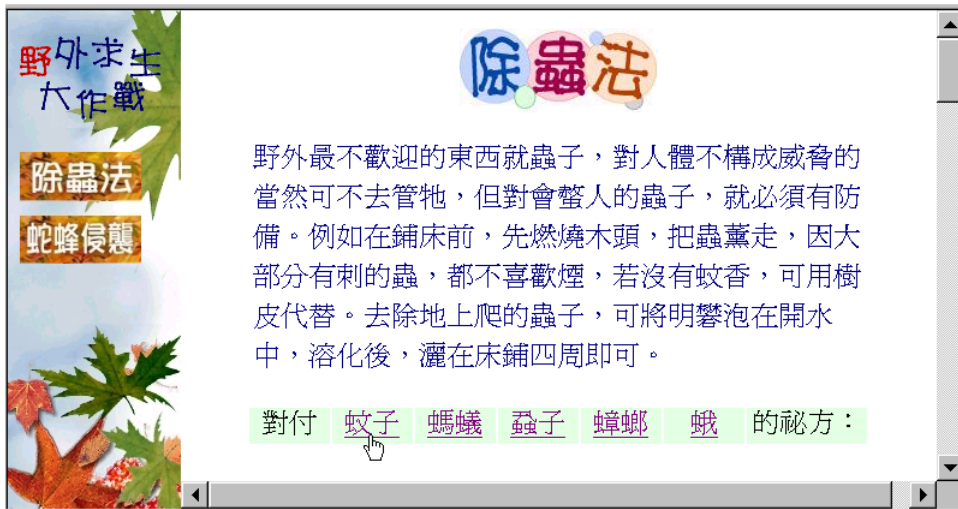 野外求生
大作戰
除蟲法
蛇蜂侵襲
除蟲法
野外最不歡迎的東西就蟲子，對人體不構成威脅的
當然可不去管牠，但對會螫人的蟲子，就必須有防
備。例如在鋪床前，先燃燒木頭，把蟲薰走，因大
部分有刺的蟲，都不喜歡煙，若沒有蚊香，可用樹
皮代替。去除地上爬的蟲子，可將明礬泡在開水
中，溶化後，灑在床鋪四周即可。
對付 蚊子 螞蟻 蝨子 蟑螂 蛾 的祕方：